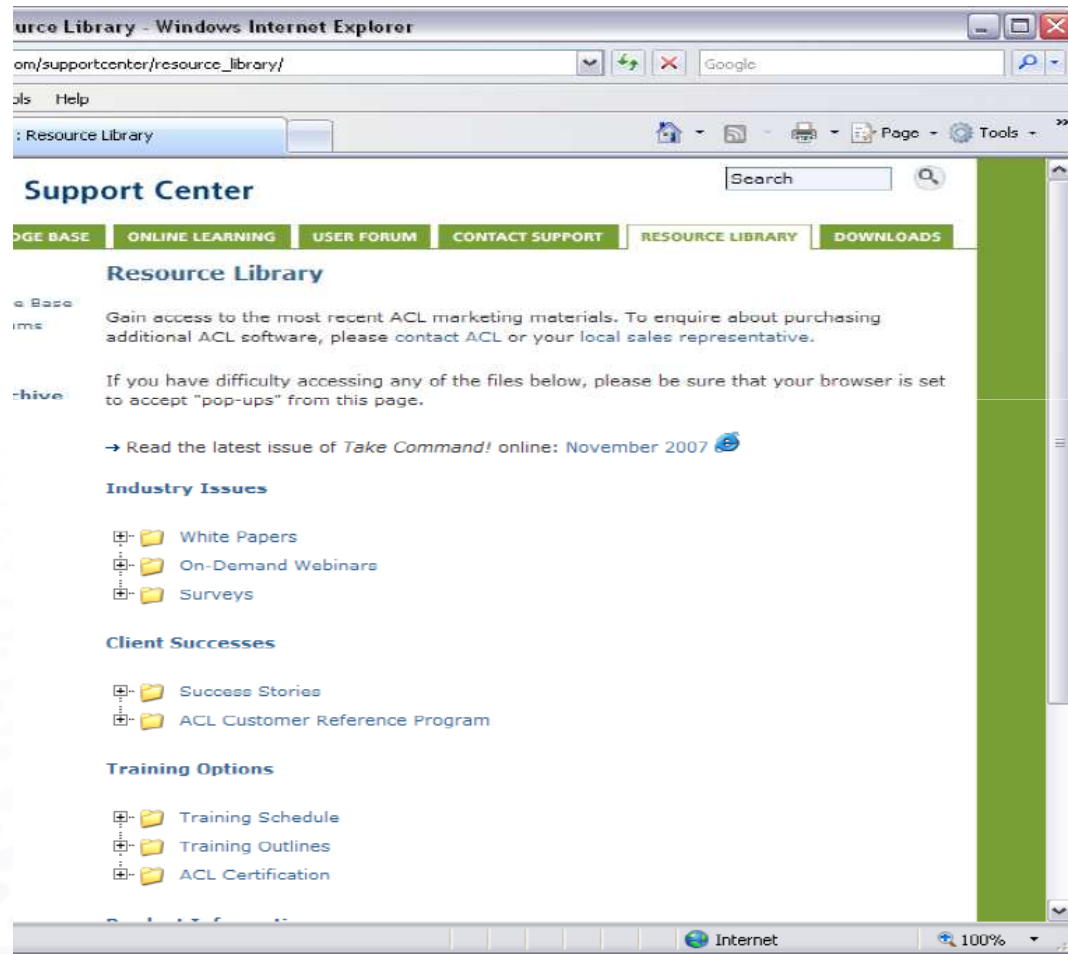 urce Library - Windows Internet Explorer
om/supportcenter/resource_library/
Google
ols Help
: Resource Library
Page Tools
Support Center
Search
DGE BASE ONLINE LEARNING USER FORUM CONTACT SUPPORT RESOURCE LIBRARY DOWNLOADS
Resource Library
e Base
ms
chive
Gain access to the most recent ACL marketing materials. To enquire about purchasing
additional ACL software, please contact ACL or your local sales representative.
If you have difficulty accessing any of the files below, please be sure that your browser is set
to accept "pop-ups" from this page.
→ Read the latest issue of Take Command! online: November 2007
Industry Issues
White Papers
On-Demand Webinars
Surveys
Client Successes
Success Stories
ACL Customer Reference Program
Training Options
Training Schedule
Training Outlines
ACL Certification
Internet 100%